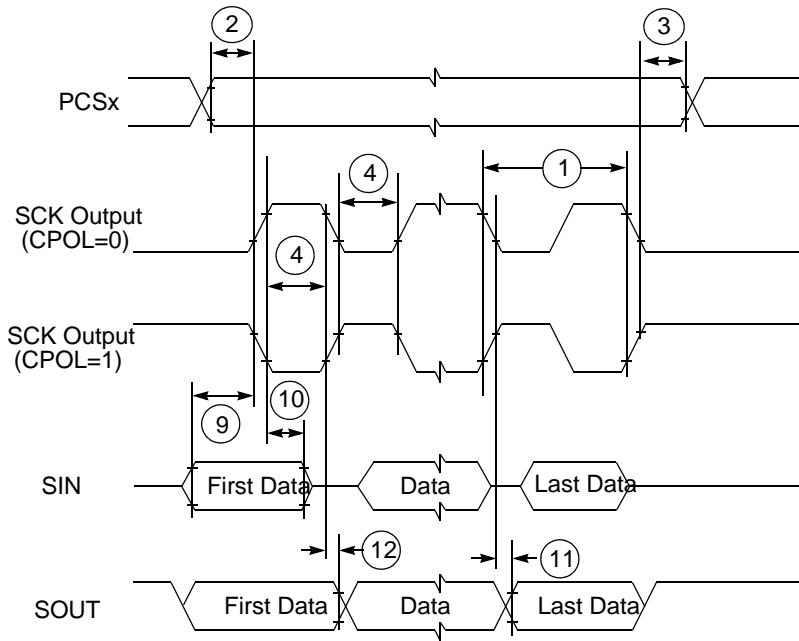 2
3
PCSx
4
1
SCK Output
(CPOL=0)
4
SCK Output
(CPOL=1)
9
10
SIN
First Data
Data
Last Data
12
11
SOUT
First Data
Data
Last Data